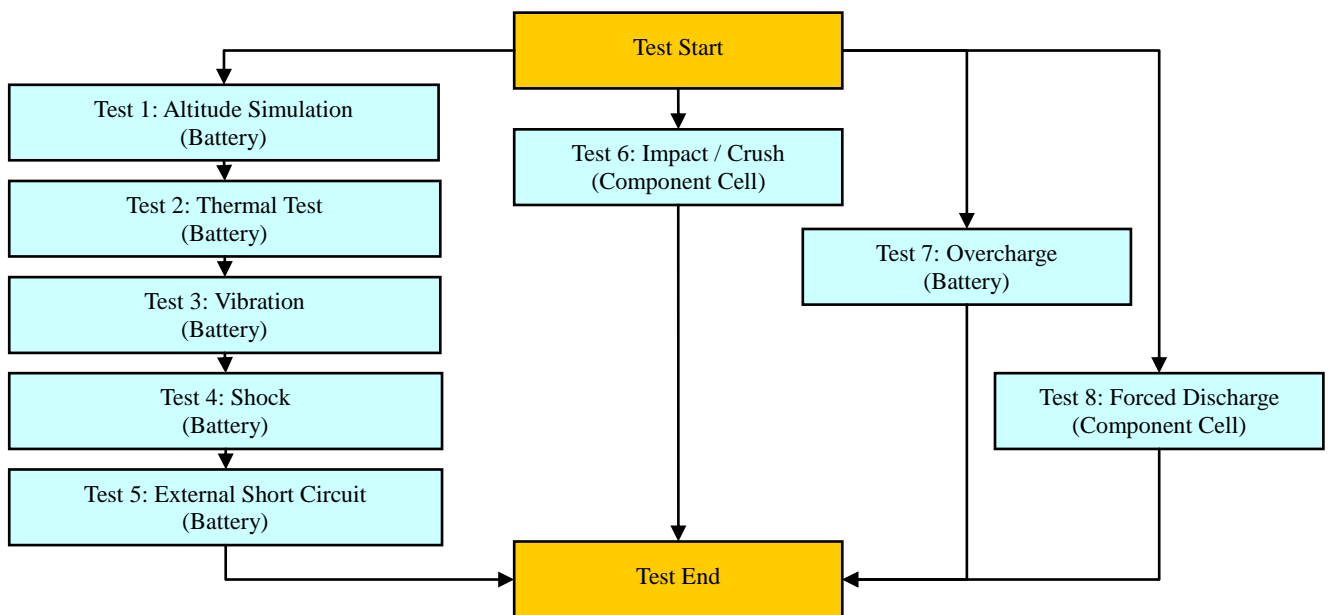 Test Start
Test 1: Altitude Simulation
(Battery)
Test 2: Thermal Test
(Battery)
Test 3: Vibration
(Battery)
Test 4: Shock
(Battery)
Test 5: External Short Circuit
(Battery)
Test 6: Impact / Crush
(Component Cell)
Test 7: Overcharge
(Battery)
Test 8: Forced Discharge
(Component Cell)
Test End